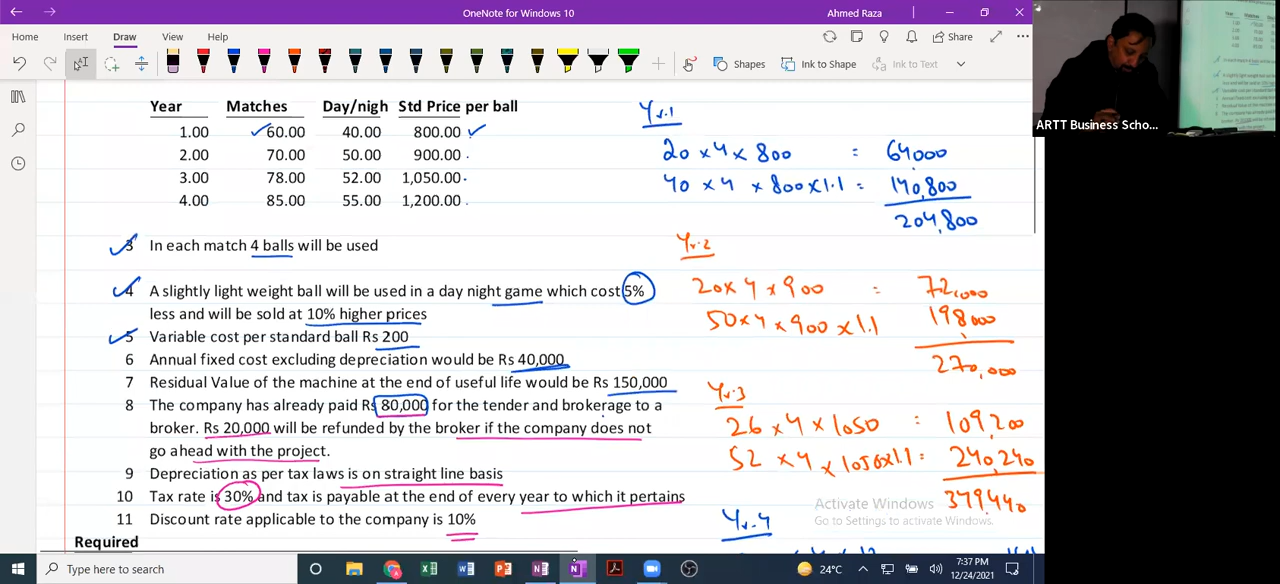 OneNote for Windows 10
Ahmed Raza
Home Insert Draw View Help
Share
Shapes Ink to Shape Ink to Text
Year Matches Day/nigh Std Price per ball
1.00 60.00 40.00 800.00
2.00 70.00 50.00 900.00
3.00 78.00 52.00 1,050.00
4.00 85.00 55.00 1,200.00
3 In each match 4 balls will be used
4 A slightly light weight ball will be used in a day night game which cost 5%
less and will be sold at 10% higher prices
5 Variable cost per standard ball Rs 200
6 Annual fixed cost excluding depreciation would be Rs 40,000
7 Residual Value of the machine at the end of useful life would be Rs 150,000
8 The company has already paid Rs 80,000 for the tender and brokerage to a
broker. Rs 20,000 will be refunded by the broker if the company does not
go ahead with the project.
9 Depreciation as per tax laws is on straight line basis
10 Tax rate is 30% and tax is payable at the end of every year to which it pertains
11 Discount rate applicable to the company is 10%
Required
Yr.1
20 x 4 x 800 = 64,000
40 x 4 x 800 x 1.1 = 140,800
204,800
Yr.2
20 x 4 x 900 = 72,000
50 x 4 x 900 x 1.1 198,000
270,000
Yr.3
26 x 4 x 1050 = 109,200
52 x 4 x 1050 x 1.1 = 240,240
379,440
Yr.4
Activate Windows
Go to Settings to activate Windows.
ARTT Business Scho...
Type here to search
24°C
7:37 PM
12/24/2021